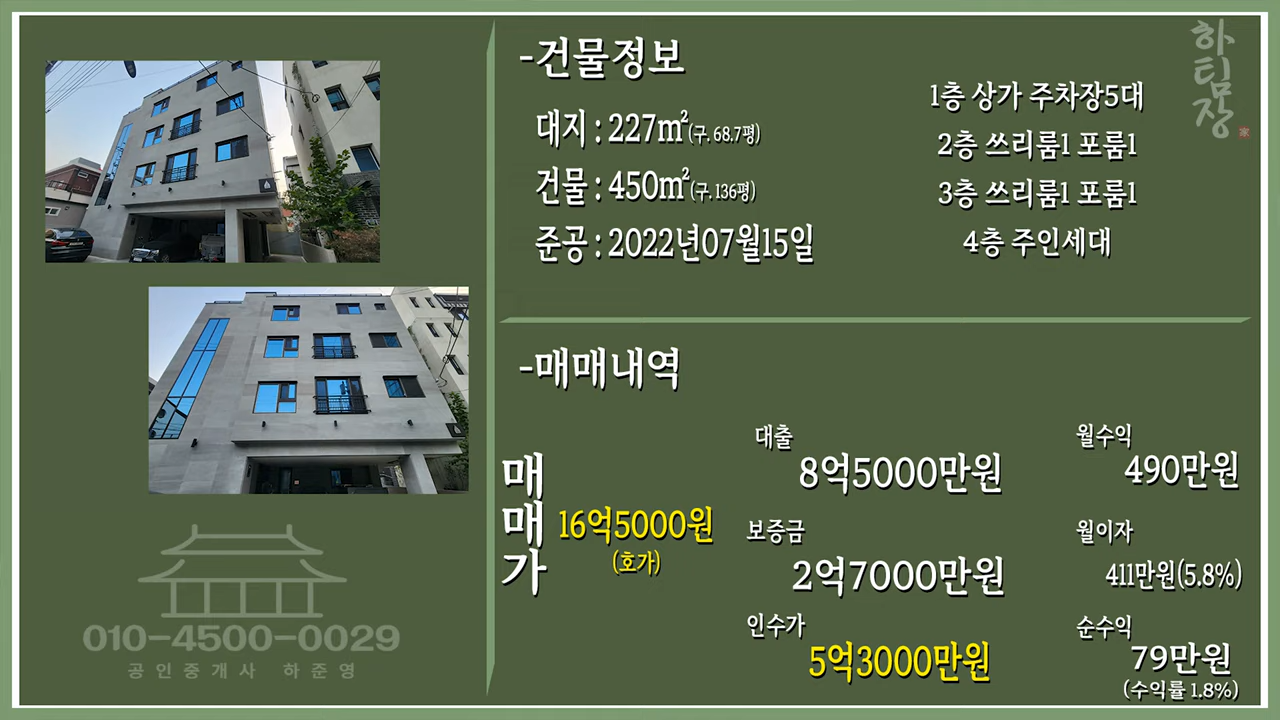 -건물정보
대지 : 227m²(구. 68.7평)
건물 : 450m²(구. 136평)
준공 : 2022년07월15일
1층 상가 주차장5대
2층 쓰리룸1 포룸1
3층 쓰리룸1 포룸1
4층 주인세대
하팀장
家
-매매내역
매매가
16억5000원
(호가)
대출
8억5000만원
보증금
2억7000만원
인수가
5억3000만원
월수익
490만원
월이자
411만원(5.8%)
순수익
79만원
(수익률 1.8%)
010-4500-0029
공인중개사 하준영